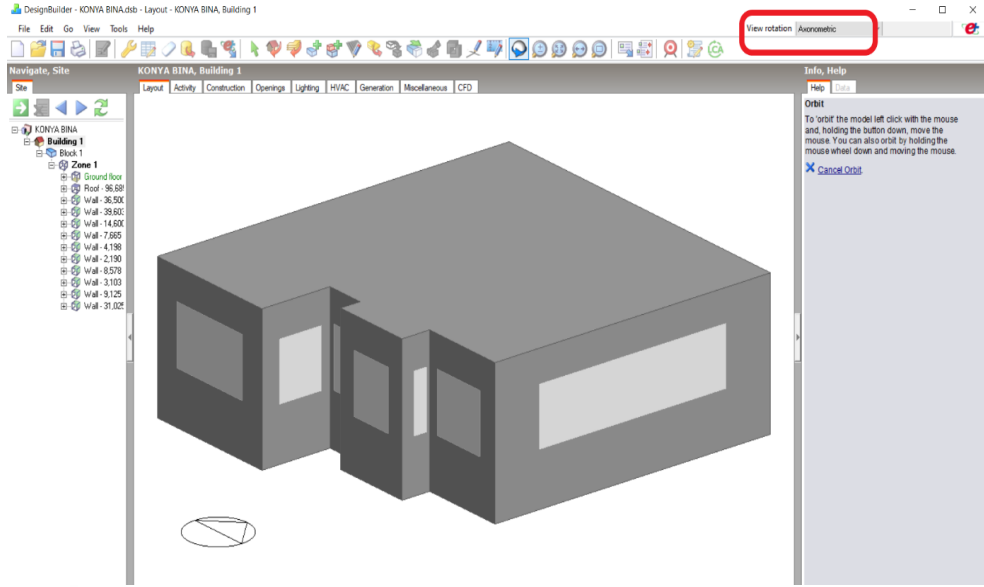 DesignBuilder - KONYA BINA.dsb - Layout - KONYA BINA, Building 1
File Edit Go View Tools Help
View rotation Axonometric
Navigate, Site
Site
KONYA BINA
Building 1
Block 1
Zone 1
Ground floor
Roof - 96,68
Wall - 36,50
Wall - 39,60
Wall - 14,60
Wall - 7,665
Wall - 4,198
Wall - 2,190
Wall - 8,578
Wall - 3,103
Wall - 9,125
Wall - 31,02
KONYA BINA, Building 1
Layout Activity Construction Openings Lighting HVAC Generation Miscellaneous CFD
Info, Help
Help Data
Orbit
To 'orbit' the model left click with the mouse
and, holding the button down, move the
mouse. You can also orbit by holding the
mouse wheel down and moving the mouse.
Cancel Orbit.